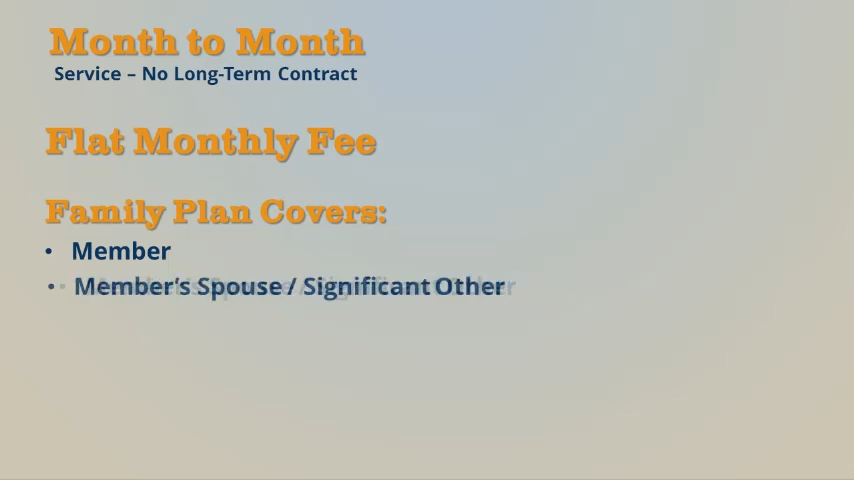 Month to Month
Service – No Long-Term Contract
Flat Monthly Fee
Family Plan Covers:
• Member
• Member's Spouse / Significant Other